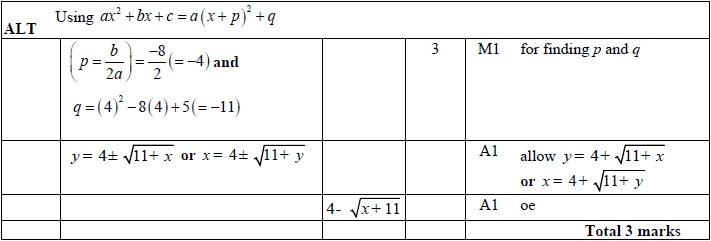 ALT Using ax² + bx + c = a(x + p)² + q
(p = b/2a) = −8/2 (= −4) and 3 M1 for finding p and q
q = (4)² − 8(4) + 5(= −11)
y = 4± √(11+ x) or x = 4± √(11+ y) A1 allow y = 4+ √(11+ x)
or x = 4+ √(11+ y)
4- √(x+11) A1 oe
Total 3 marks